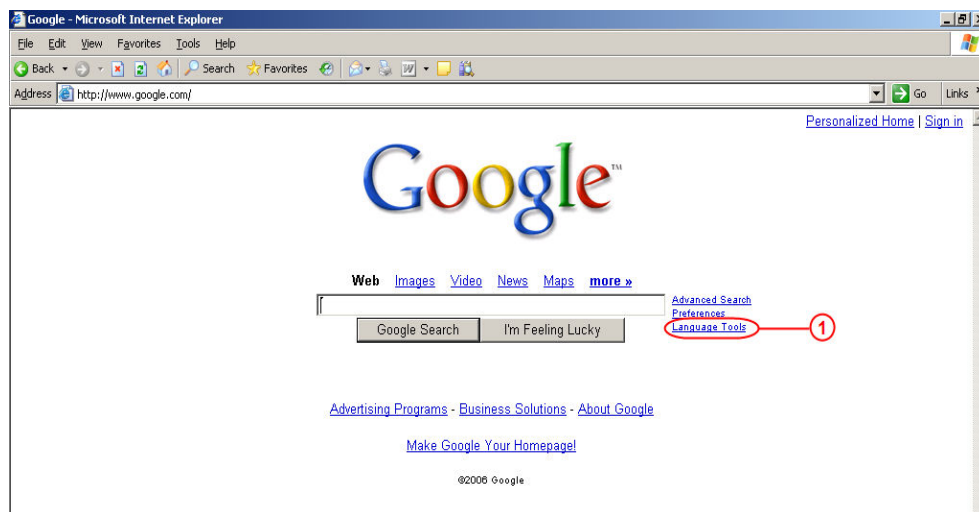 Google - Microsoft Internet Explorer
File Edit View Favorites Tools Help
Back Search Favorites
Address http://www.google.com/ Go Links
Personalized Home | Sign in
Google™
Web Images Video News Maps more »
Advanced Search
Preferences
Google Search I'm Feeling Lucky Language Tools 1
Advertising Programs - Business Solutions - About Google
Make Google Your Homepage!
©2006 Google